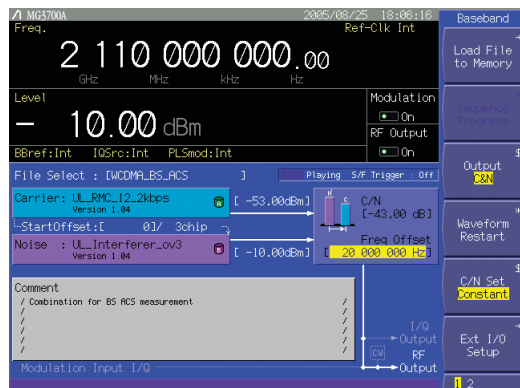 MG3700A 2005/08/25 18:06:16 Baseband
Freq. Ref-Clk Int
2 110 000 000.00
GHz MHz kHz Hz
Load File
to Memory
Level
- 10.00 dBm
Modulation
On
RF Output
On
Sequence
Progress
BBref:Int IQSrc:Int PLSmod:Int
File Select : [WCDMA_BS_ACS ] Playing S/F Trigger : Off
Output
C&N
Carrier: UL_RMC_12_2kbps [ -53.00dBm]
Version 1.04
C/N
[-43.00 dB]
StartOffset:[ 0]/ 3chip
Noise : UL_Interferer_ov3 [ -10.00dBm]
Version 1.04
Freq Offset
[ 20 000 000 Hz]
Waveform
Restart
C/N Set
Constant
Comment
/ Combination for BS ACS measurement /
/ /
/ /
/ /
/ /
/ /
I/Q
Output
CW RF
Output
Modulation Input I/Q
Ext I/O
Setup
1 2